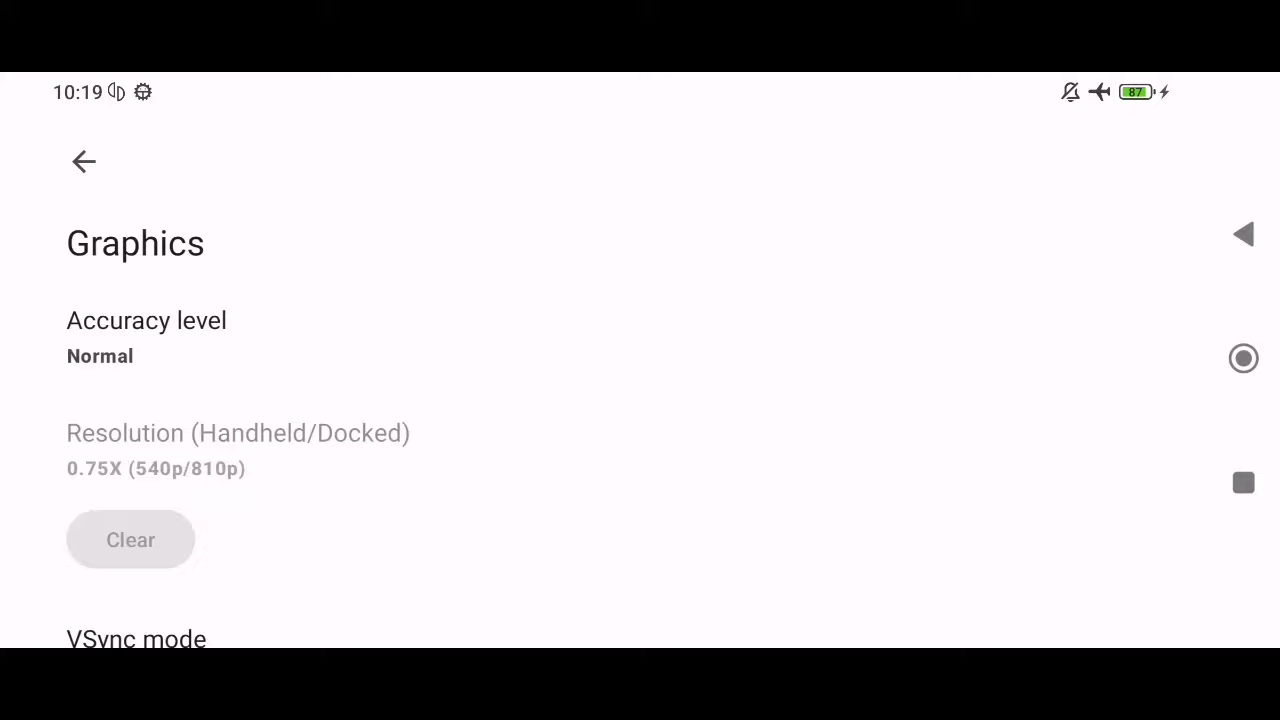 10:19
87
Graphics
Accuracy level
Normal
Resolution (Handheld/Docked)
0.75X (540p/810p)
Clear
VSync mode